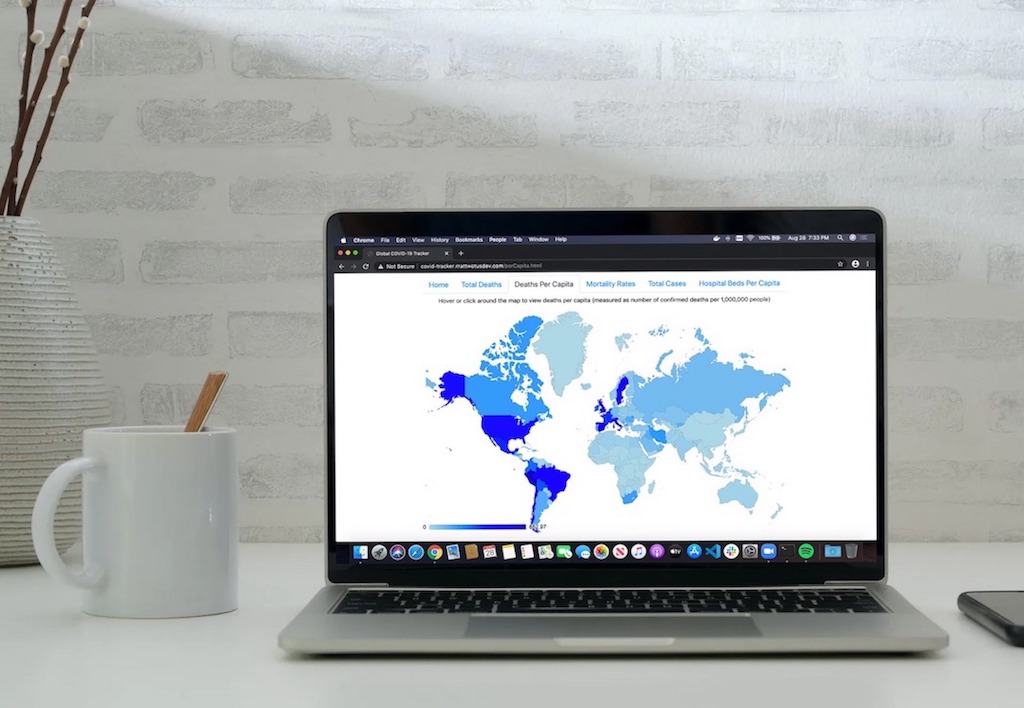 Chrome File Edit View History Bookmarks People Tab Window Help 100% Aug 28 7:33 PM
Global COVID-19 Tracker
Not Secure covid-tracker.mattwotusdev.com/perCapita.html
Home Total Deaths Deaths Per Capita Mortality Rates Total Cases Hospital Beds Per Capita
Hover or click around the map to view deaths per capita (measured as number of confirmed deaths per 1,000,000 people)
0